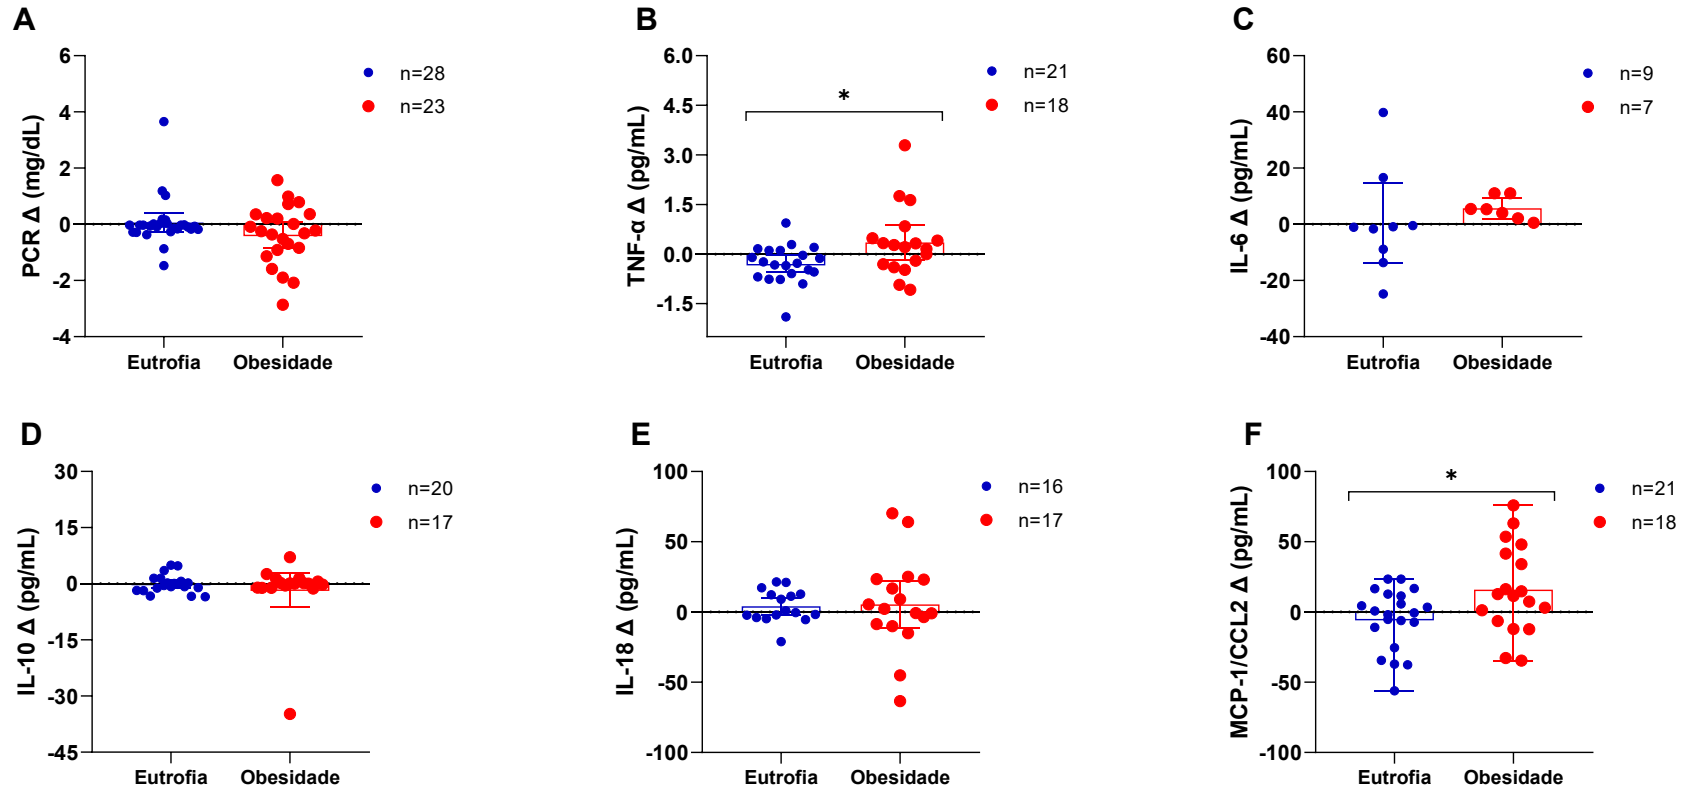 A
PCR Δ (mg/dL)
6
4
2
0
-2
-4
n=28
n=23
Eutrofia
Obesidade
B
TNF-α Δ (pg/mL)
6.0
4.5
3.0
1.5
0.0
-1.5
*
n=21
n=18
Eutrofia
Obesidade
C
IL-6 Δ (pg/mL)
60
40
20
0
-20
-40
n=9
n=7
Eutrofia
Obesidade
D
IL-10 Δ (pg/mL)
30
15
0
-15
-30
-45
n=20
n=17
Eutrofia
Obesidade
E
IL-18 Δ (pg/mL)
100
50
0
-50
-100
n=16
n=17
Eutrofia
Obesidade
F
MCP-1/CCL2 Δ (pg/mL)
100
50
0
-50
-100
*
n=21
n=18
Eutrofia
Obesidade